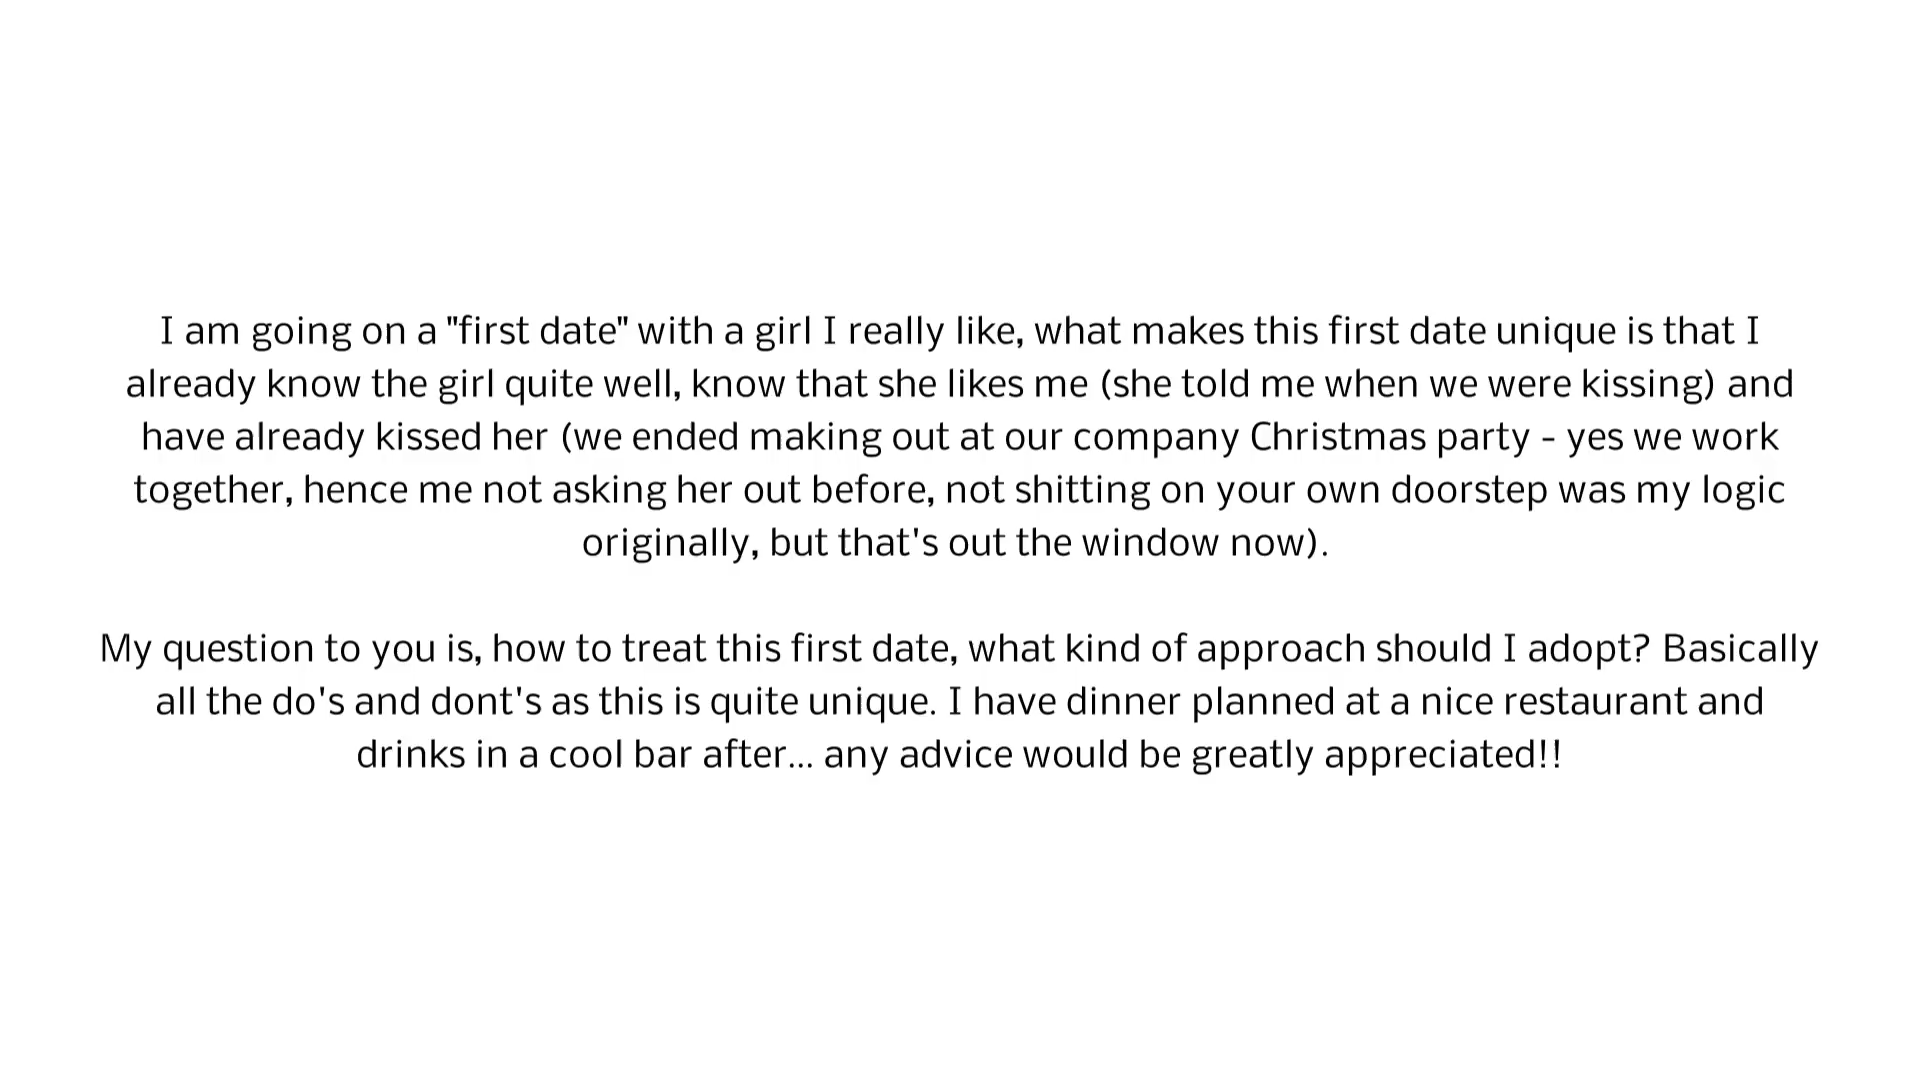 I am going on a "first date" with a girl I really like, what makes this first date unique is that I
already know the girl quite well, know that she likes me (she told me when we were kissing) and
have already kissed her (we ended making out at our company Christmas party - yes we work
together, hence me not asking her out before, not shitting on your own doorstep was my logic
originally, but that's out the window now).
My question to you is, how to treat this first date, what kind of approach should I adopt? Basically
all the do's and dont's as this is quite unique. I have dinner planned at a nice restaurant and
drinks in a cool bar after... any advice would be greatly appreciated!!